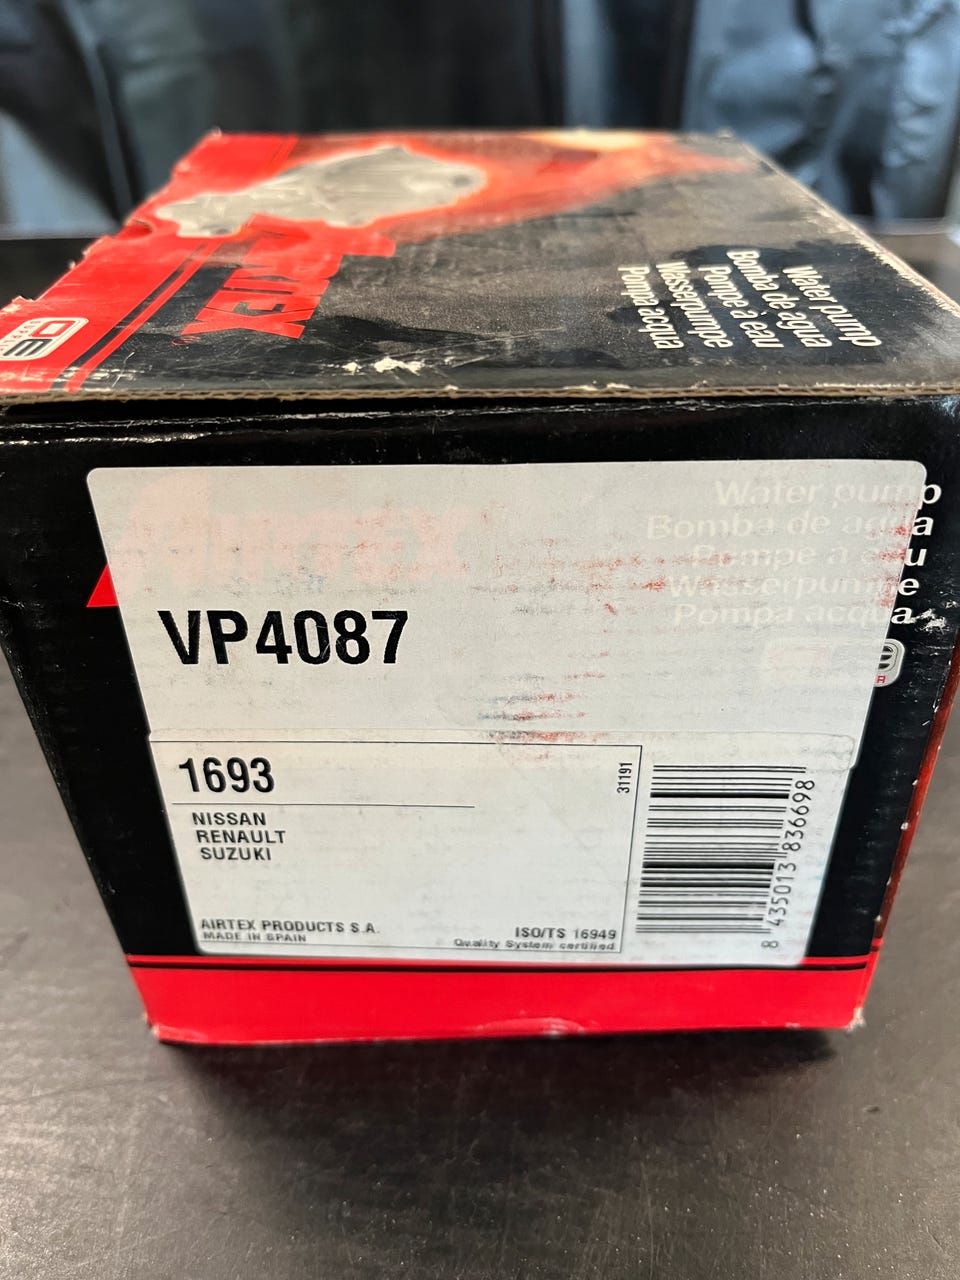 AIRTEX
OE
Water pump
Bomba de agua
Pompe à eau
Wasserpumpe
Pompa acqua
AIRTEX
Water pump
Bomba de agua
Pompe a eau
Wasserpumpe
Pompa acqua
VP4087
1693
31191
NISSAN
RENAULT
SUZUKI
AIRTEX PRODUCTS S.A.
MADE IN SPAIN
ISO/TS 16949
Quality System certified
8 435013 836698